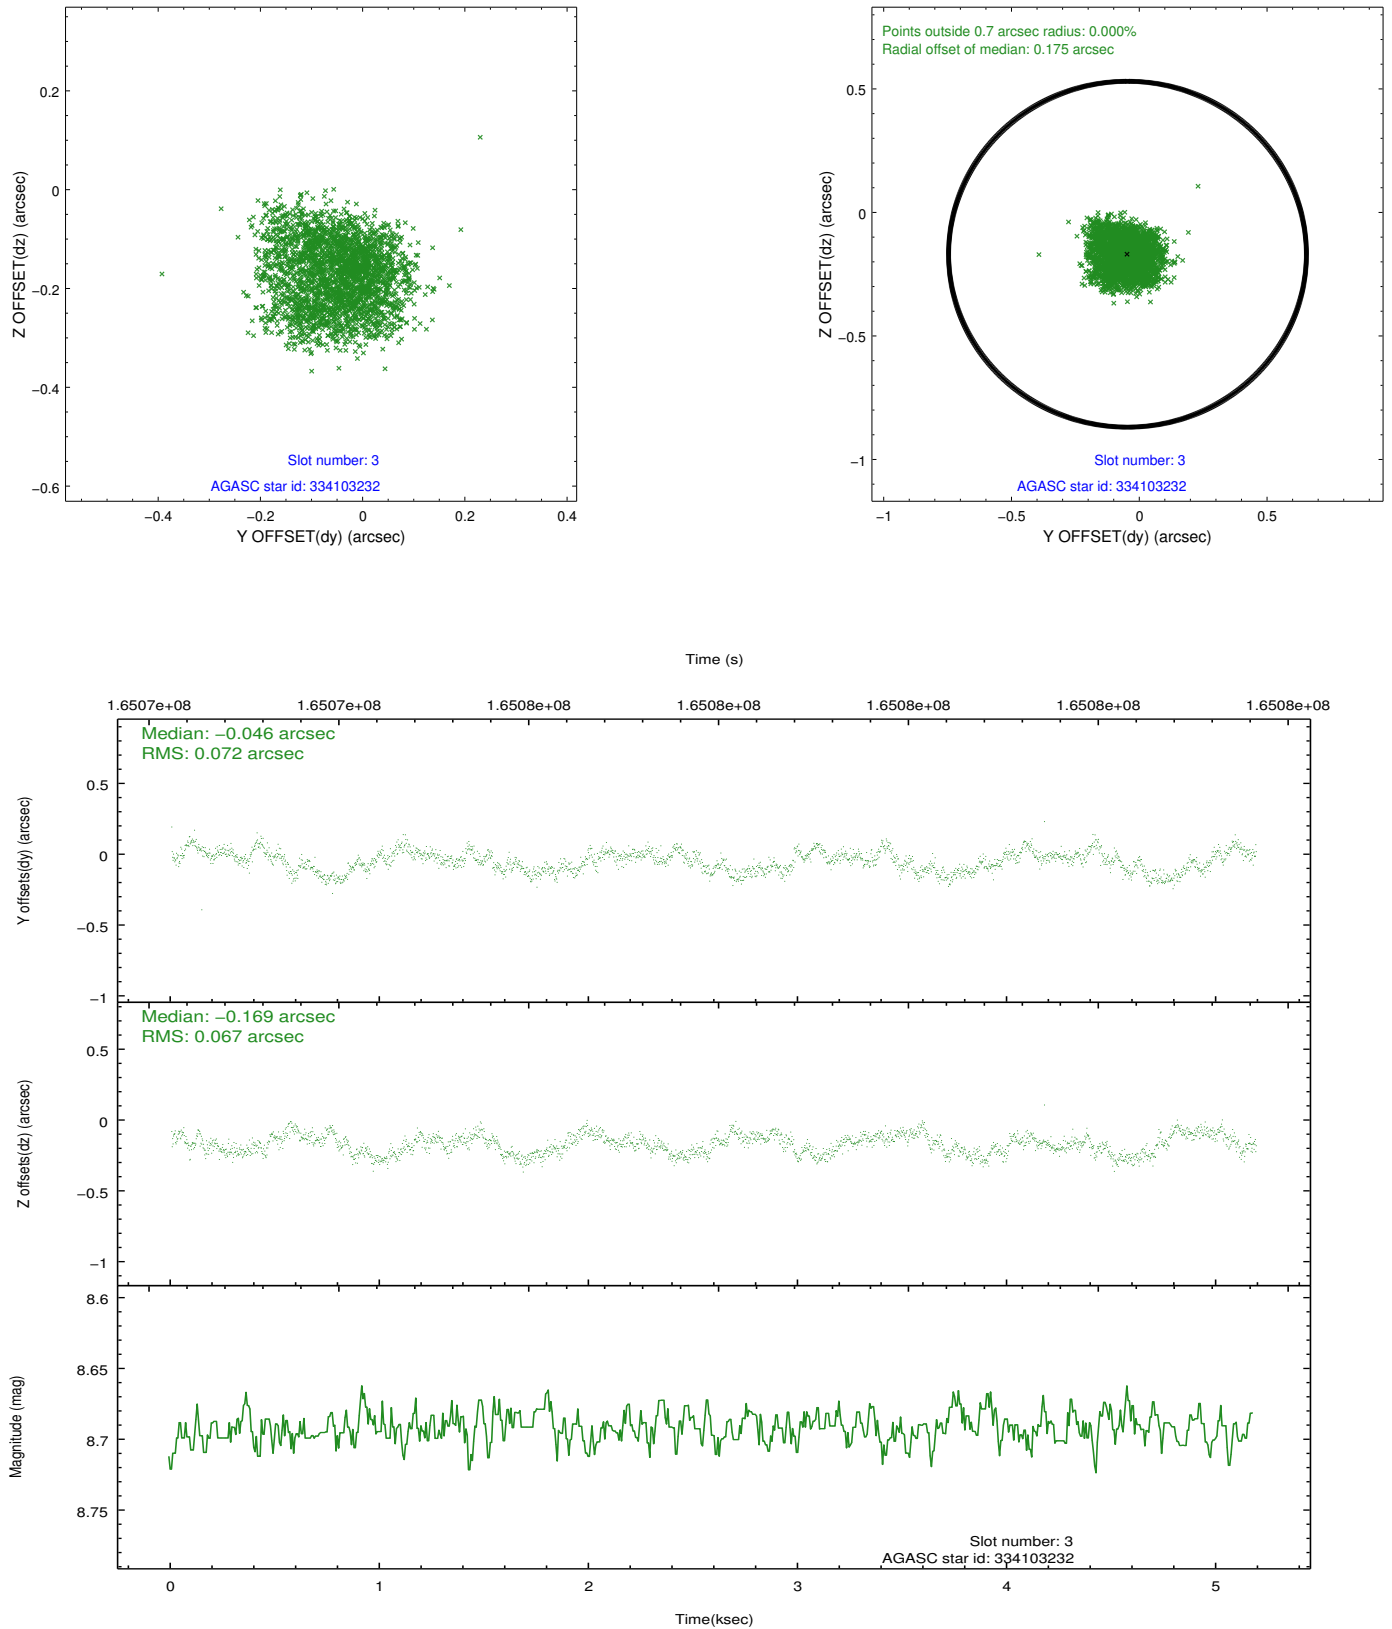 0.2
0
−0.2
−0.4
−0.6
Z OFFSET(dz) (arcsec)
Slot number: 3
AGASC star id: 334103232
−0.4
−0.2
0
0.2
0.4
Y OFFSET(dy) (arcsec)
Points outside 0.7 arcsec radius: 0.000%
Radial offset of median: 0.175 arcsec
0.5
0
−0.5
−1
Z OFFSET(dz) (arcsec)
Slot number: 3
AGASC star id: 334103232
−1
−0.5
0
0.5
Y OFFSET(dy) (arcsec)
Time (s)
1.6507e+08
1.6507e+08
1.6508e+08
1.6508e+08
1.6508e+08
1.6508e+08
1.6508e+08
Median: −0.046 arcsec
RMS: 0.072 arcsec
0.5
0
−0.5
−1
Y offsets(dy) (arcsec)
Median: −0.169 arcsec
RMS: 0.067 arcsec
0.5
0
−0.5
−1
Z offsets(dz) (arcsec)
8.6
8.65
8.7
8.75
Magnitude (mag)
Slot number: 3
AGASC star id: 334103232
0
1
2
3
4
5
Time(ksec)